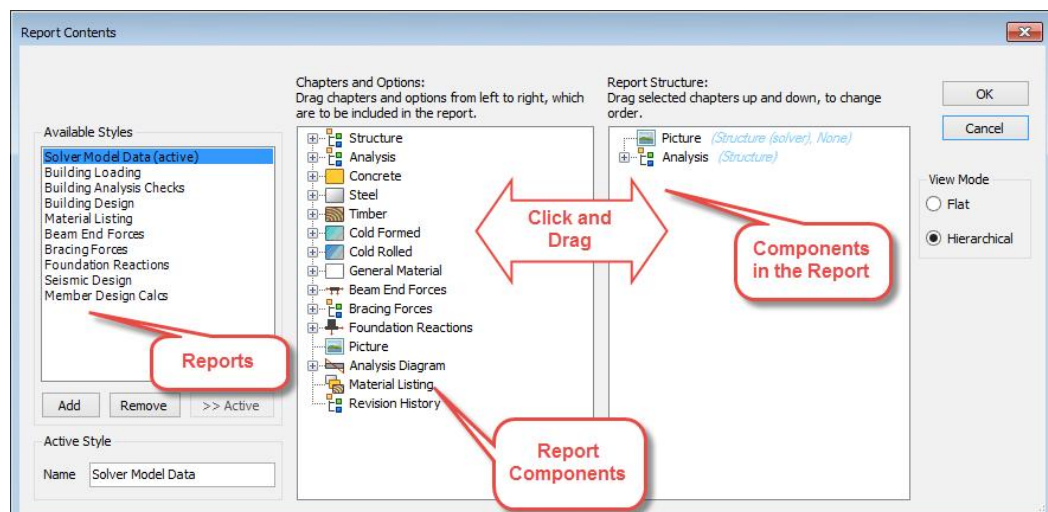 Report Contents
Chapters and Options:
Drag chapters and options from left to right, which
are to be included in the report.
Report Structure:
Drag selected chapters up and down, to change
order.
OK
Cancel
Available Styles
Solver Model Data (active)
Building Loading
Building Analysis Checks
Building Design
Material Listing
Beam End Forces
Bracing Forces
Foundation Reactions
Seismic Design
Member Design Calcs
Reports
Add
Remove
>> Active
Active Style
Name
Solver Model Data
Structure
Analysis
Concrete
Steel
Timber
Cold Formed
Cold Rolled
General Material
Beam End Forces
Bracing Forces
Foundation Reactions
Picture
Analysis Diagram
Material Listing
Revision History
Click and
Drag
Report
Components
Picture (Structure (solver), None)
Analysis (Structure)
Components
in the Report
View Mode
Flat
Hierarchical